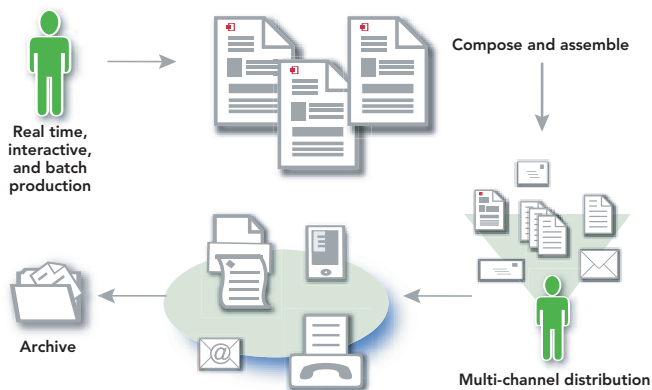 Compose and assemble
Real time,
interactive,
and batch
production
@
Archive
Multi-channel distribution